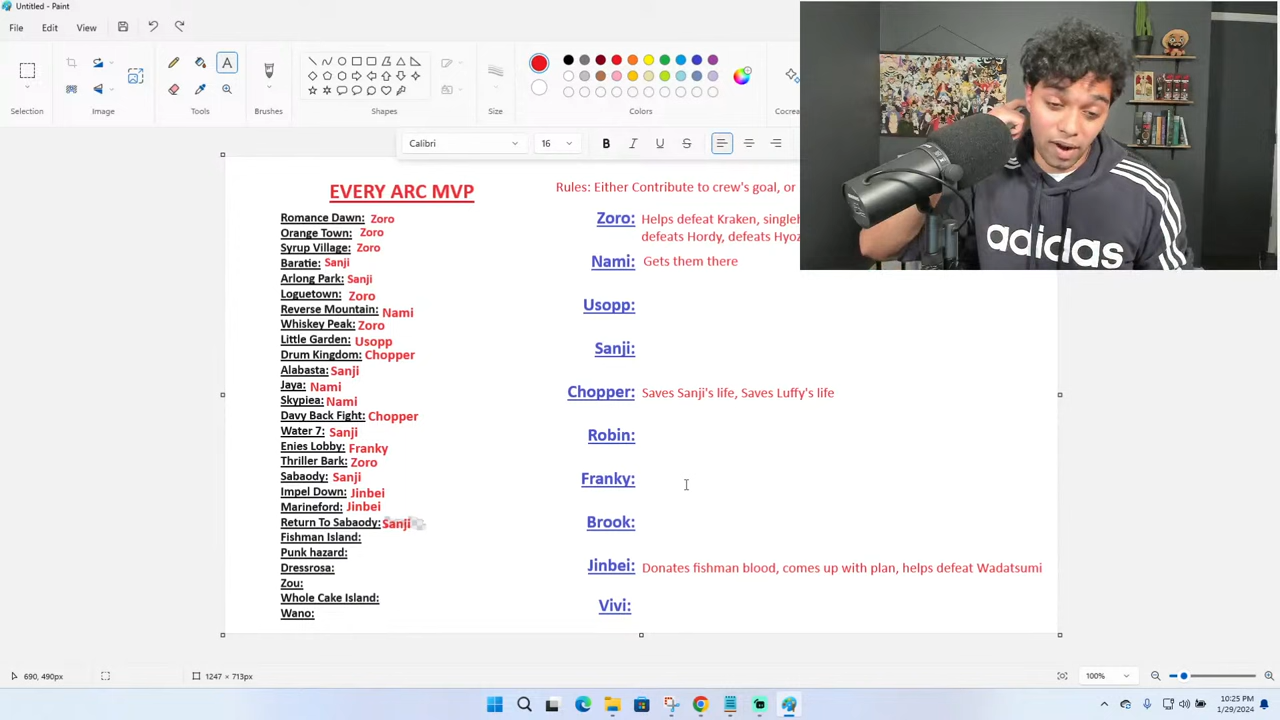 Untitled - Paint
File Edit View
Selection
Image
Tools
Brushes
Shapes
Size
Colors
Calibri
16
B
I
U
S
EVERY ARC MVP
Rules: Either Contribute to crew's goal, or
Romance Dawn: Zoro
Orange Town: Zoro
Syrup Village: Zoro
Baratie: Sanji
Arlong Park: Sanji
Loguetown: Zoro
Reverse Mountain: Nami
Whiskey Peak: Zoro
Little Garden: Usopp
Drum Kingdom: Chopper
Alabasta: Sanji
Jaya: Nami
Skypiea: Nami
Davy Back Fight: Chopper
Water 7: Sanji
Enies Lobby: Franky
Thriller Bark: Zoro
Sabaody: Sanji
Impel Down: Jinbei
Marineford: Jinbei
Return To Sabaody: Sanji
Fishman Island:
Punk hazard:
Dressrosa:
Zou:
Whole Cake Island:
Wano:
Zoro: Helps defeat Kraken,
defeats Hordy, defeats
Nami: Gets them there
Usopp:
Sanji:
Chopper: Saves Sanji's life, Saves Luffy's life
Robin:
Franky:
Brook:
Jinbei: Donates fishman blood, comes up with plan, helps defeat Wadatsumi
Vivi:
adidas
690, 490px
1247 × 713px
100%
10:25 PM
1/29/2024